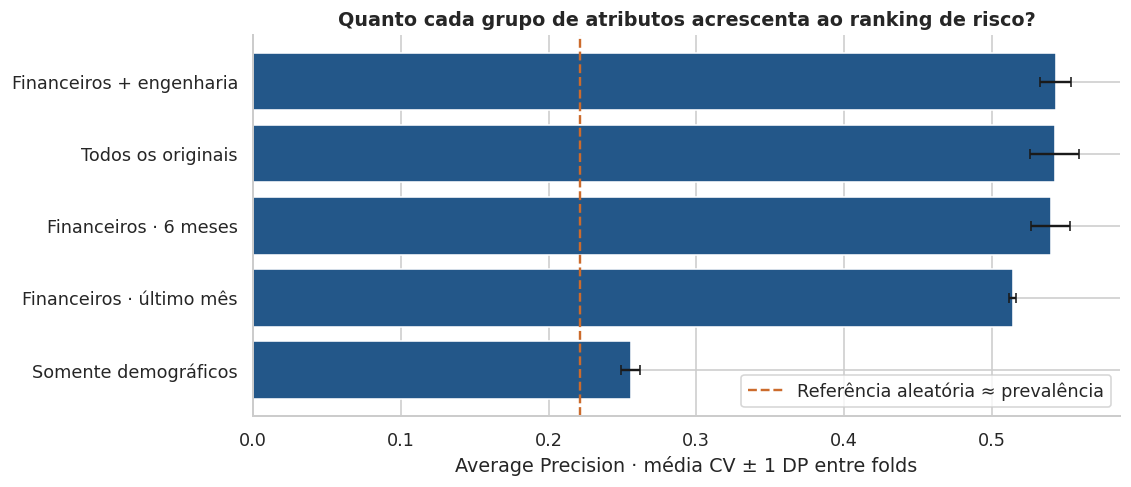 Quanto cada grupo de atributos acrescenta ao ranking de risco?
Financeiros + engenharia
Todos os originais
Financeiros · 6 meses
Financeiros · último mês
Somente demográficos
Referência aleatória ≈ prevalência
0.0 0.1 0.2 0.3 0.4 0.5
Average Precision · média CV ± 1 DP entre folds